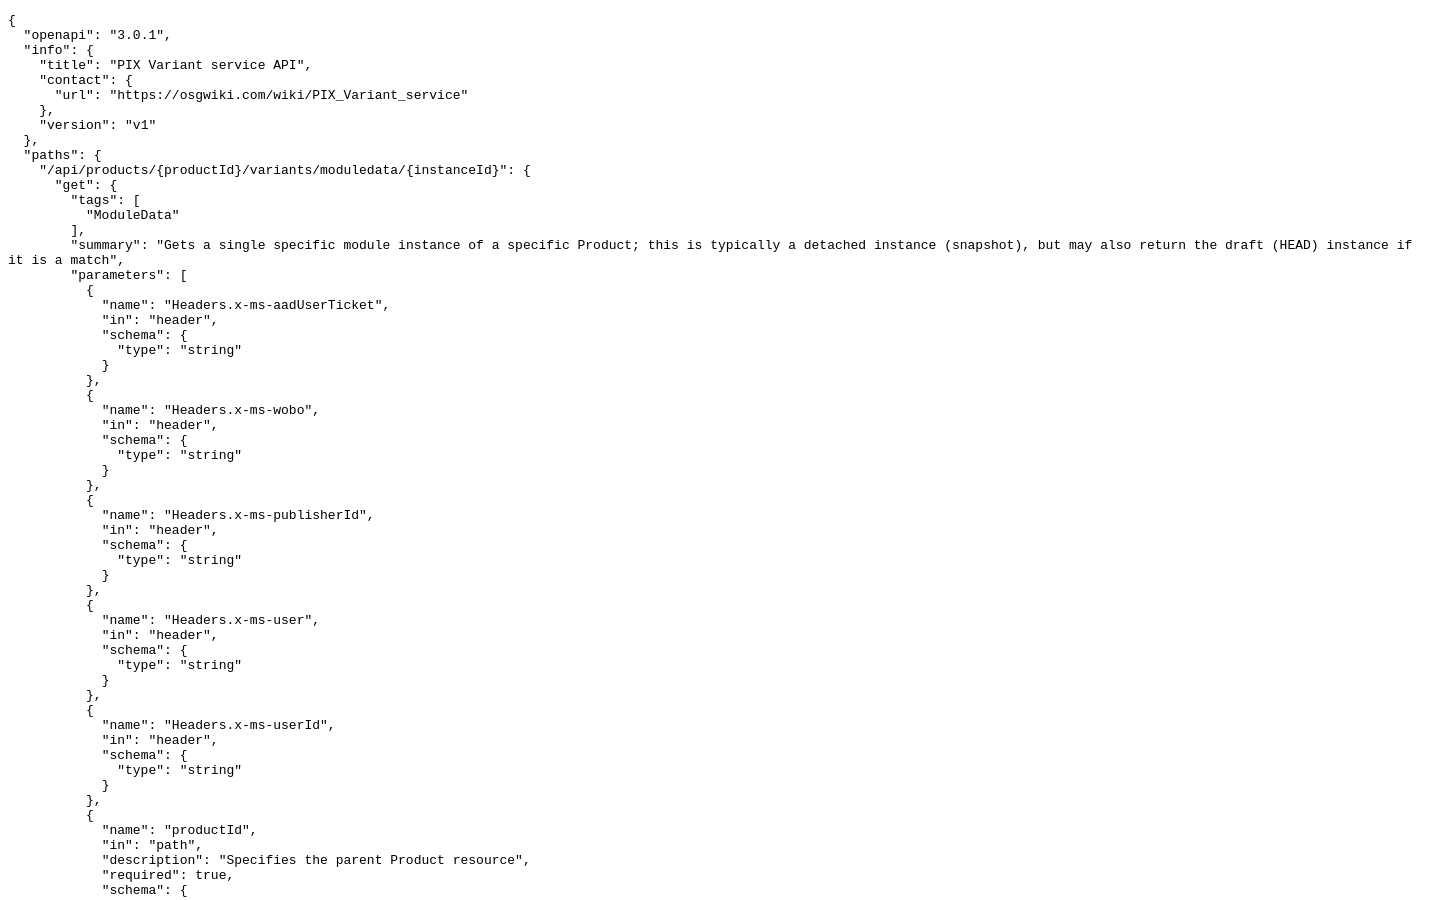 {
  "openapi": "3.0.1",
  "info": {
    "title": "PIX Variant service API",
    "contact": {
      "url": "https://osgwiki.com/wiki/PIX_Variant_service"
    },
    "version": "v1"
  },
  "paths": {
    "/api/products/{productId}/variants/moduledata/{instanceId}": {
      "get": {
        "tags": [
          "ModuleData"
        ],
        "summary": "Gets a single specific module instance of a specific Product; this is typically a detached instance (snapshot), but may also return the draft (HEAD) instance if
it is a match",
        "parameters": [
          {
            "name": "Headers.x-ms-aadUserTicket",
            "in": "header",
            "schema": {
              "type": "string"
            }
          },
          {
            "name": "Headers.x-ms-wobo",
            "in": "header",
            "schema": {
              "type": "string"
            }
          },
          {
            "name": "Headers.x-ms-publisherId",
            "in": "header",
            "schema": {
              "type": "string"
            }
          },
          {
            "name": "Headers.x-ms-user",
            "in": "header",
            "schema": {
              "type": "string"
            }
          },
          {
            "name": "Headers.x-ms-userId",
            "in": "header",
            "schema": {
              "type": "string"
            }
          },
          {
            "name": "productId",
            "in": "path",
            "description": "Specifies the parent Product resource",
            "required": true,
            "schema": {